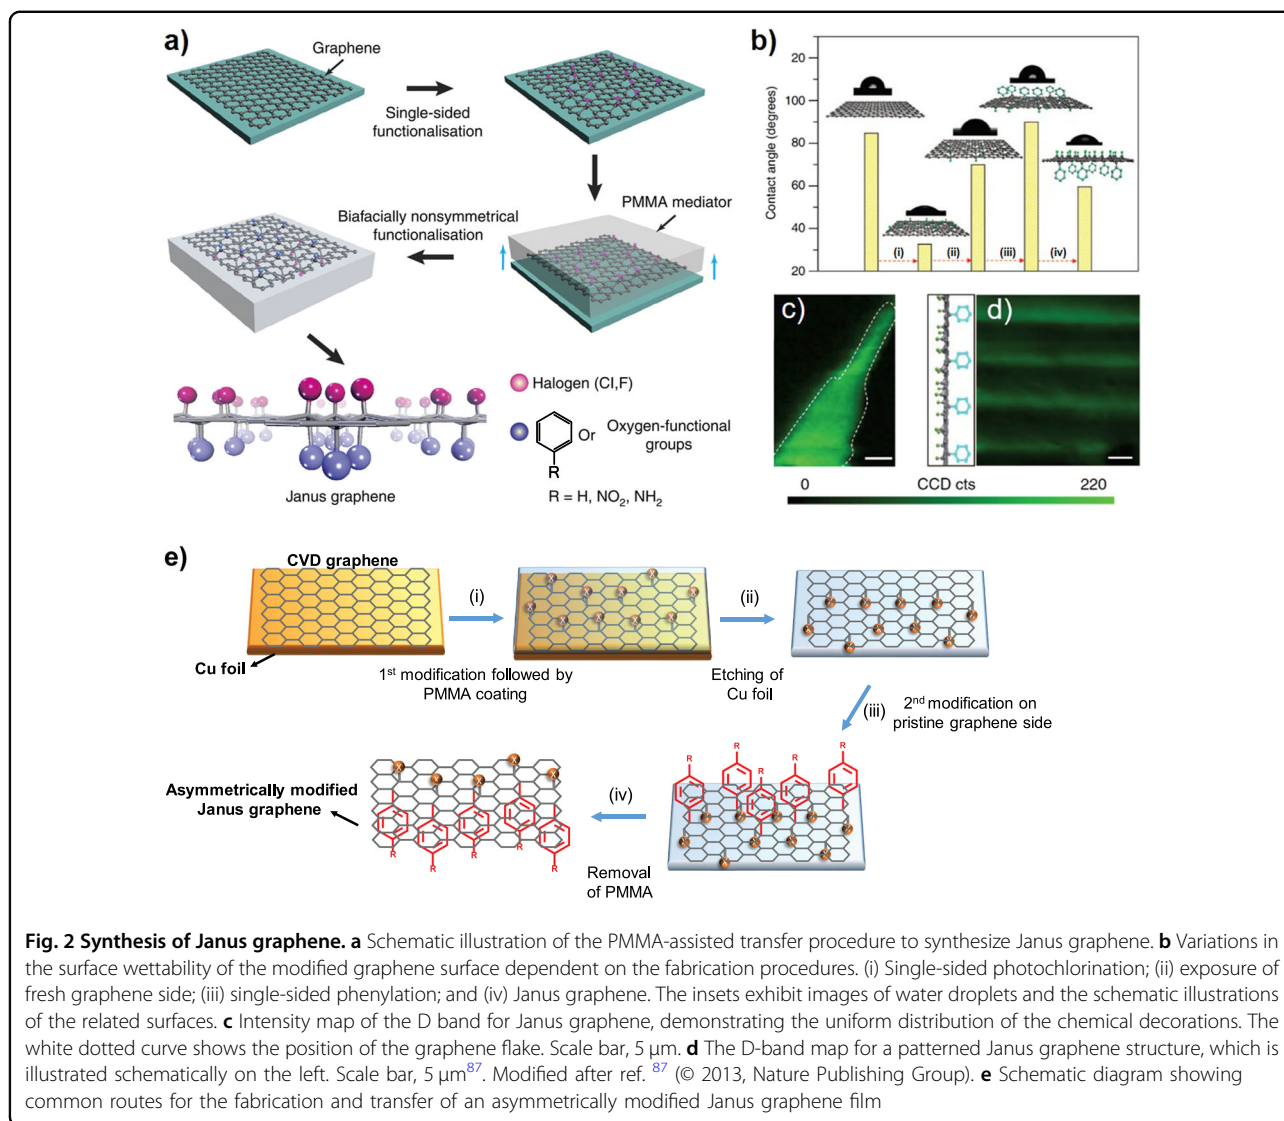 a)
Graphene
Single-sided
functionalisation
Biafacially nonsymmetrical
functionalisation
PMMA mediator
Halogen (Cl,F)
Or
Oxygen-functional
groups
R
R = H, NO₂, NH₂
Janus graphene
b)
Contact angle (degrees)
20
100
80
60
40
20
(i)
(ii)
(iii)
(iv)
c)
d)
0
CCD cts
220
e)
CVD graphene
Cu foil
(i)
1st modification followed by
PMMA coating
X X X X X X X X
(ii)
Etching of
Cu foil
(iii)
2nd modification on
pristine graphene side
R R R R R
(iv)
Removal
of PMMA
Asymmetrically modified
Janus graphene
X X X X X
R R R R R
Fig. 2 Synthesis of Janus graphene. a Schematic illustration of the PMMA-assisted transfer procedure to synthesize Janus graphene. b Variations in
the surface wettability of the modified graphene surface dependent on the fabrication procedures. (i) Single-sided photochlorination; (ii) exposure of
fresh graphene side; (iii) single-sided phenylation; and (iv) Janus graphene. The insets exhibit images of water droplets and the schematic illustrations
of the related surfaces. c Intensity map of the D band for Janus graphene, demonstrating the uniform distribution of the chemical decorations. The
white dotted curve shows the position of the graphene flake. Scale bar, 5 μm. d The D-band map for a patterned Janus graphene structure, which is
illustrated schematically on the left. Scale bar, 5 μm87. Modified after ref. 87 (© 2013, Nature Publishing Group). e Schematic diagram showing
common routes for the fabrication and transfer of an asymmetrically modified Janus graphene film